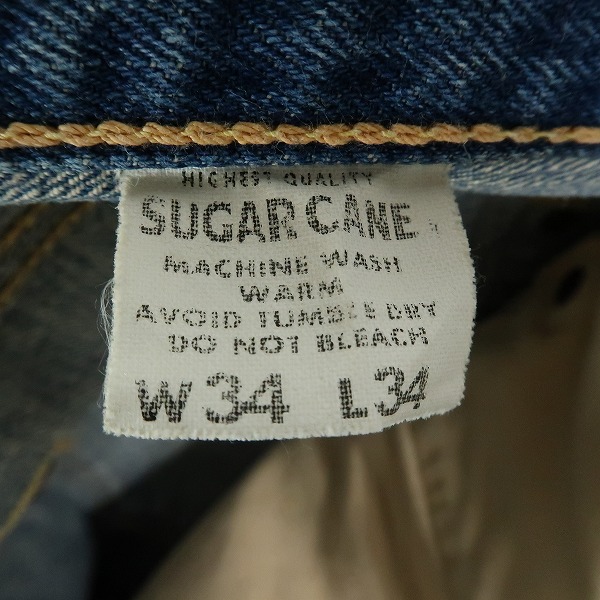 HIGHEST QUALITY
SUGAR CANE
MACHINE WASH
WARM
AVOID TUMBLE DRY
DO NOT BLEACH
W34 L34